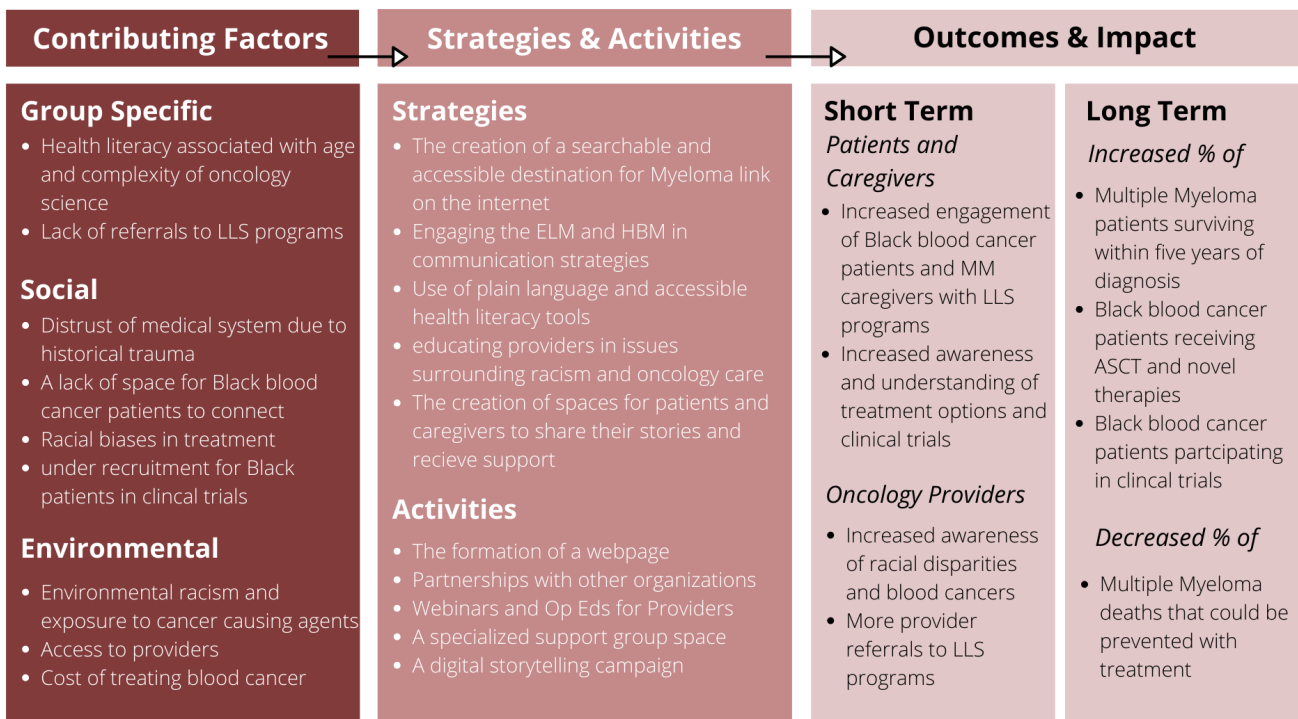 Contributing Factors
Strategies & Activities
Outcomes & Impact
Group Specific
• Health literacy associated with age
and complexity of oncology
science
• Lack of referrals to LLS programs
Social
• Distrust of medical system due to
historical trauma
• A lack of space for Black blood
cancer patients to connect
• Racial biases in treatment
• under recruitment for Black
patients in clincal trials
Environmental
• Environmental racism and
exposure to cancer causing agents
• Access to providers
• Cost of treating blood cancer
Strategies
• The creation of a searchable and
accessible destination for Myeloma link
on the internet
• Engaging the ELM and HBM in
communication strategies
• Use of plain language and accessible
health literacy tools
• educating providers in issues
surrounding racism and oncology care
• The creation of spaces for patients and
caregivers to share their stories and
recieve support
Activities
• The formation of a webpage
• Partnerships with other organizations
• Webinars and Op Eds for Providers
• A specialized support group space
• A digital storytelling campaign
Short Term
Patients and
Caregivers
• Increased engagement
of Black blood cancer
patients and MM
caregivers with LLS
programs
• Increased awareness
and understanding of
treatment options and
clinical trials
Oncology Providers
• Increased awareness
of racial disparities
and blood cancers
• More provider
referrals to LLS
programs
Long Term
Increased % of
• Multiple Myeloma
patients surviving
within five years of
diagnosis
• Black blood cancer
patients receiving
ASCT and novel
therapies
• Black blood cancer
patients partcipating
in clincal trials
Decreased % of
• Multiple Myeloma
deaths that could be
prevented with
treatment